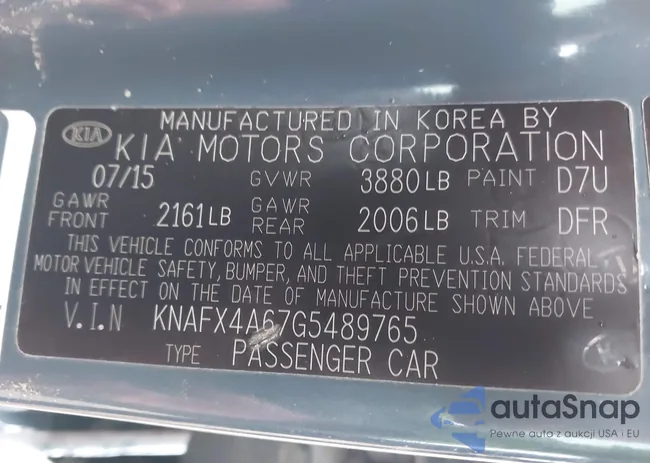 MANUFACTURED IN KOREA BY
KIA KIA MOTORS CORPORATION
07/15 GVWR 3880LB PAINT D7U
GAWR FRONT 2161LB GAWR REAR 2006LB TRIM DFR
THIS VEHICLE CONFORMS TO ALL APPLICABLE U.S.A. FEDERAL
MOTOR VEHICLE SAFETY, BUMPER, AND THEFT PREVENTION STANDARDS
IN EFFECT ON THE DATE OF MANUFACTURE SHOWN ABOVE
V.I.N KNAFX4A67G5489765
TYPE PASSENGER CAR
autaSnap
Pewne auto z aukcji USA i EU